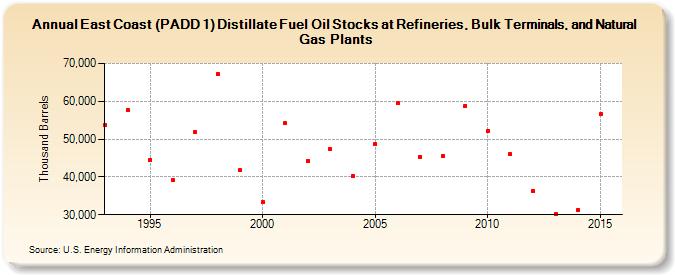 Annual East Coast (PADD 1) Distillate Fuel Oil Stocks at Refineries, Bulk Terminals, and Natural
Gas Plants
Thousand Barrels
70,000
60,000
50,000
40,000
30,000
1995
2000
2005
2010
2015
Source: U.S. Energy Information Administration